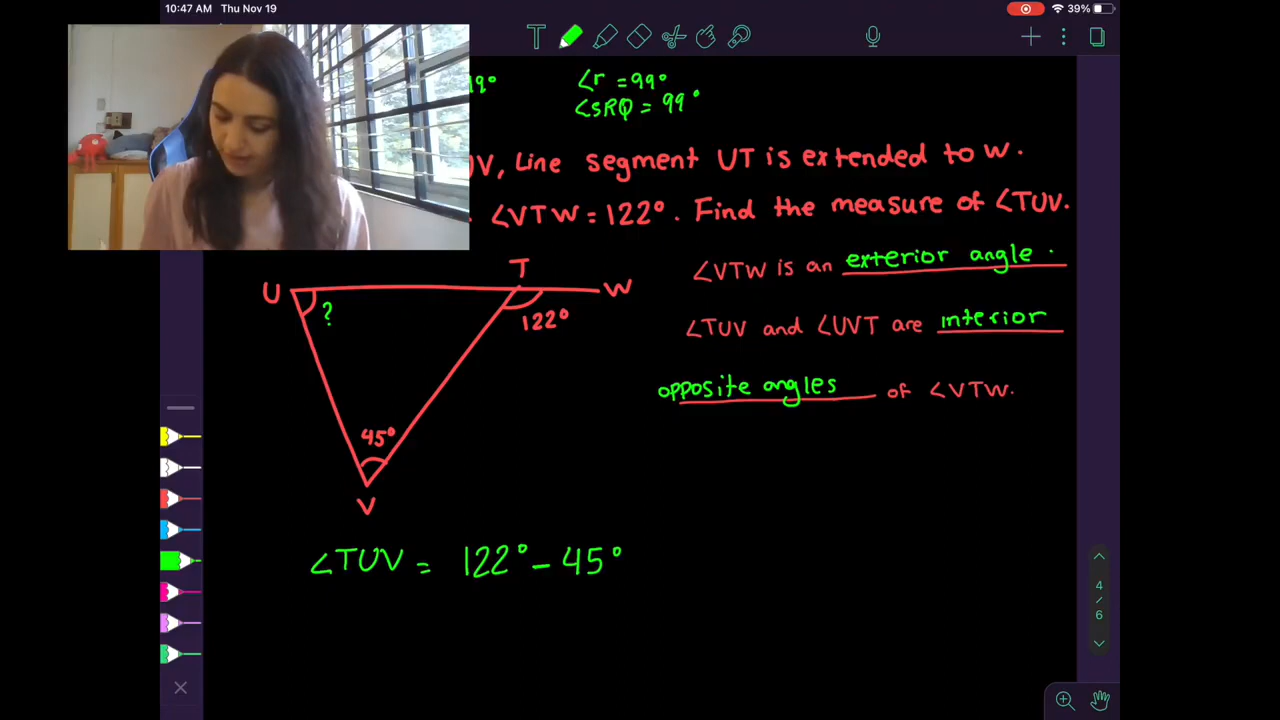 10:47 AM Thu Nov 19
39%
∠r = 99°
∠SRQ = 99°
Line segment UT is extended to W.
∠VTW = 122°. Find the measure of ∠TUV.
∠VTW is an exterior angle.
∠TUV and ∠UVT are interior
opposite angles of ∠VTW.
U
T
W
?
122°
45°
V
∠TUV = 122° - 45°
4
/
6